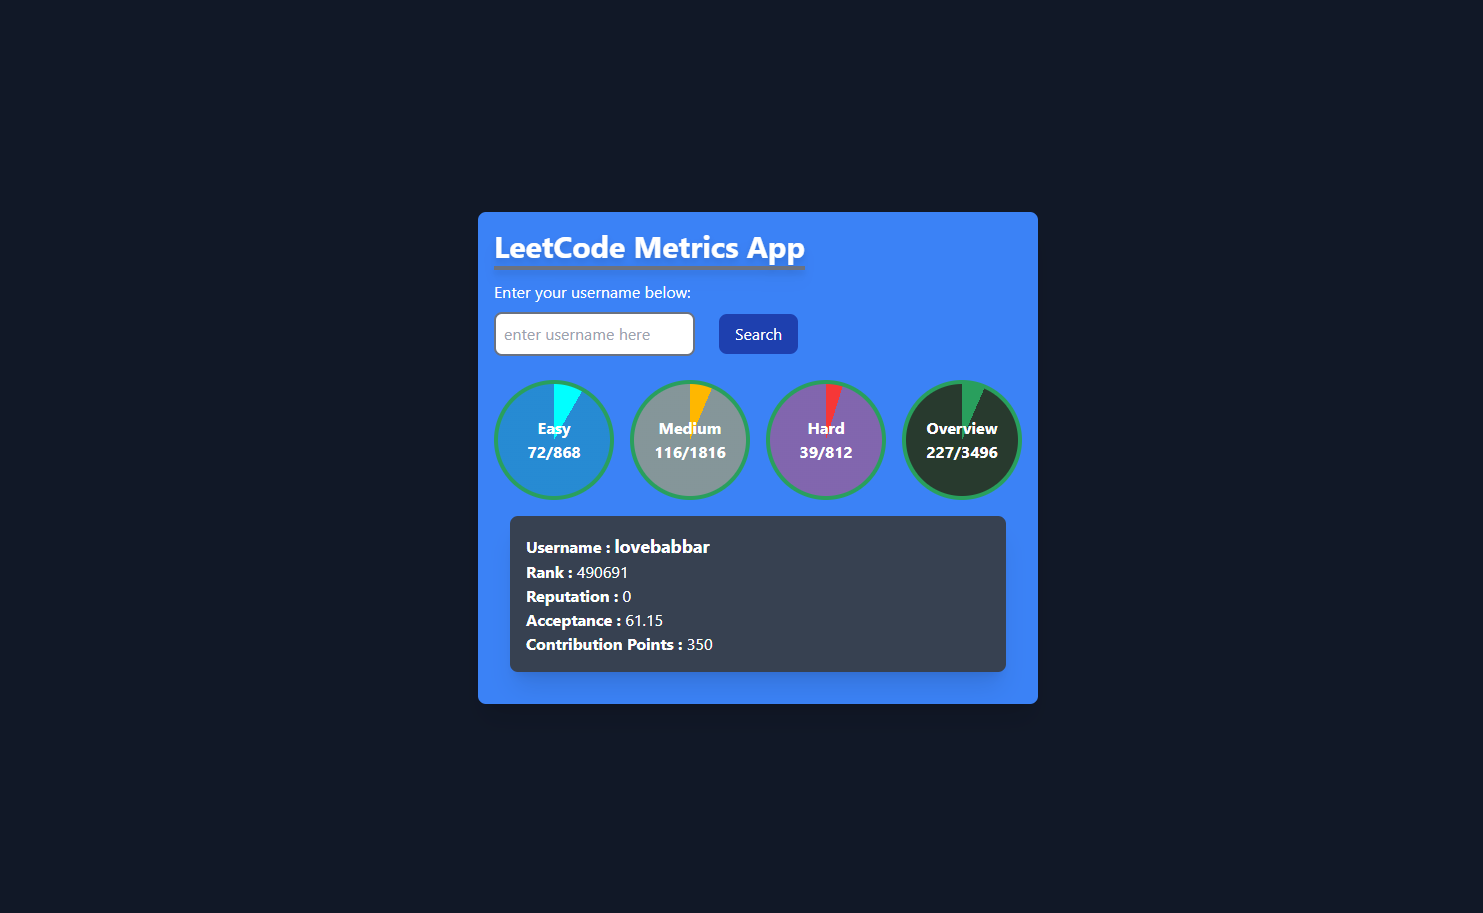 LeetCode Metrics App
Enter your username below:
enter username here
Search
Easy
72/868
Medium
116/1816
Hard
39/812
Overview
227/3496
Username : lovebabbar
Rank : 490691
Reputation : 0
Acceptance : 61.15
Contribution Points : 350